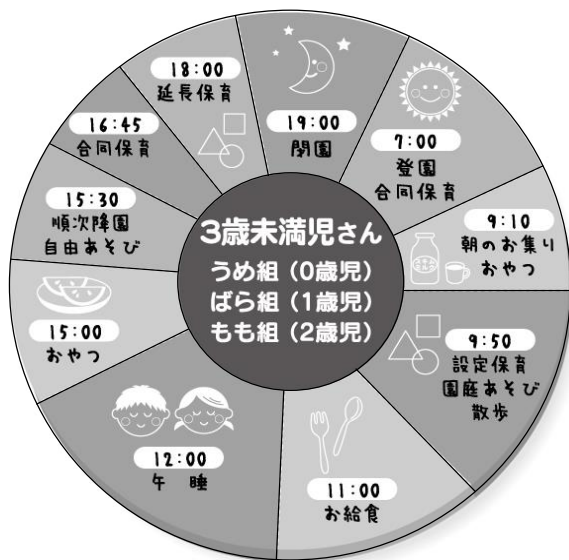 3歳未満児さん
うめ組（0歳児）
ばら組（1歳児）
もも組（2歳児）
7:00
登園
合同保育
9:10
朝のお集り
おやつ
9:50
設定保育
園庭あそび
散歩
11:00
お給食
12:00
午 睡
15:00
おやつ
15:30
順次降園
自由あそび
16:45
合同保育
18:00
延長保育
19:00
閉園